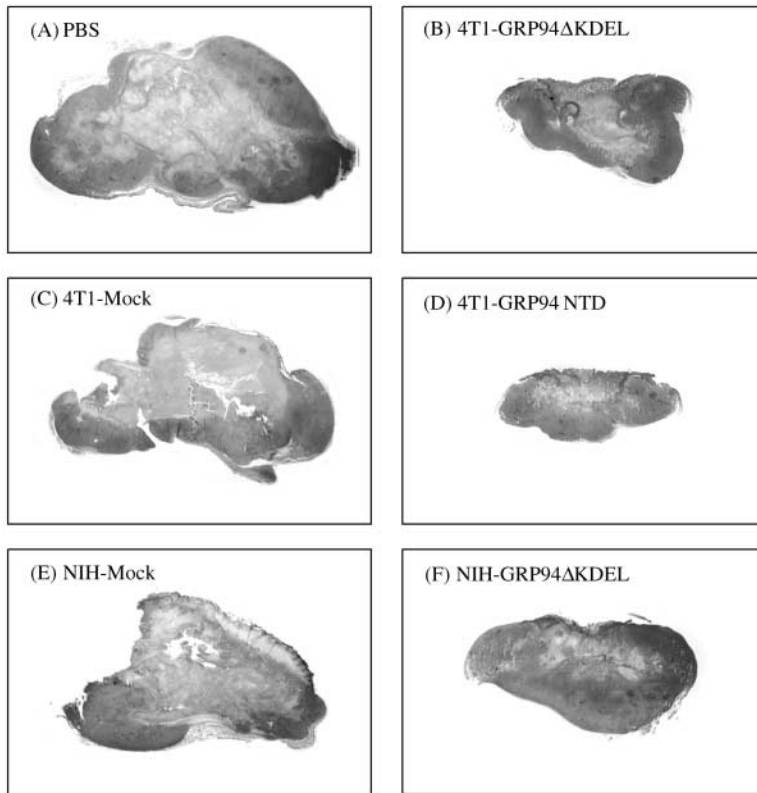 (A) PBS
(B) 4T1-GRP94ΔKDEL
(C) 4T1-Mock
(D) 4T1-GRP94 NTD
(E) NIH-Mock
(F) NIH-GRP94ΔKDEL